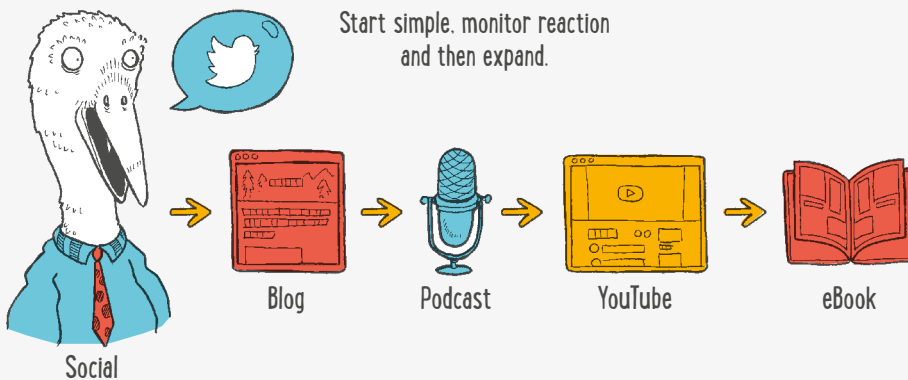 Start simple, monitor reaction
and then expand.
Blog
Podcast
YouTube
eBook
Social